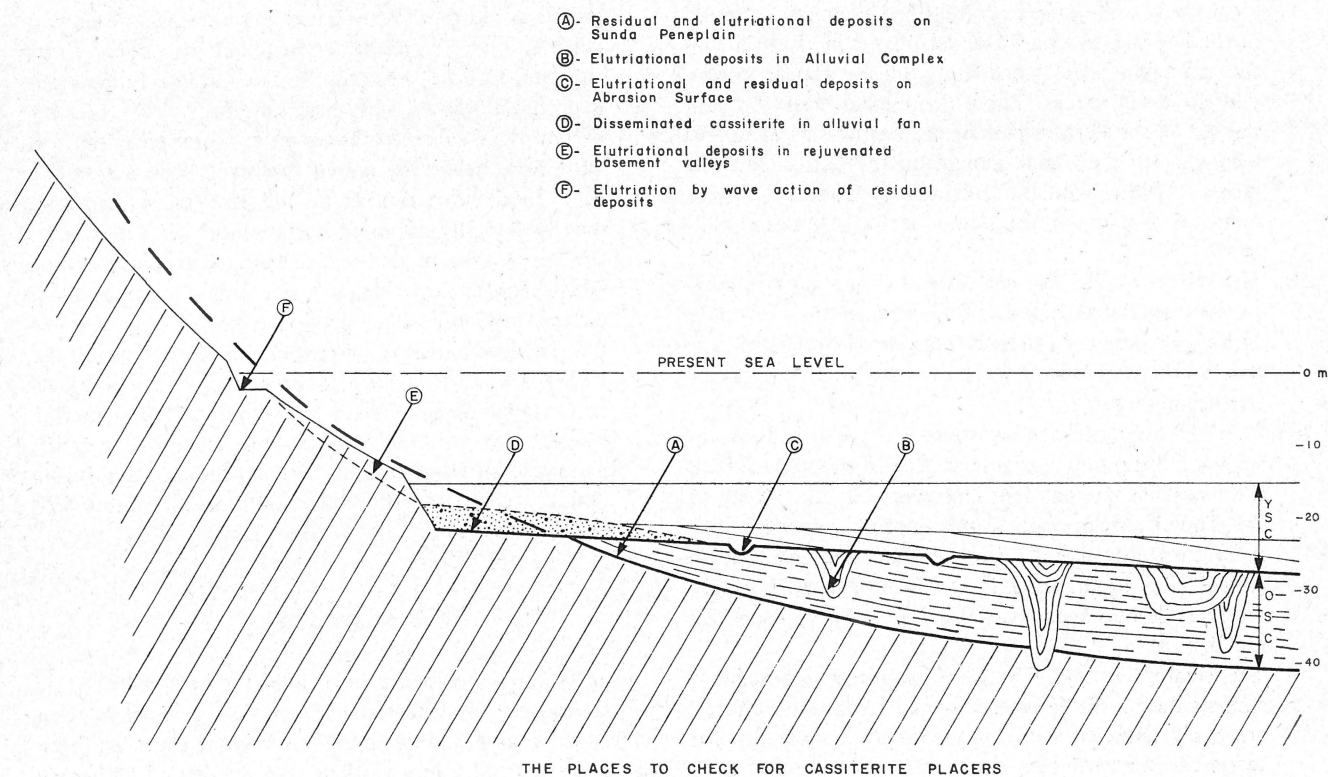 Ⓐ- Residual and elutriational deposits on
Sunda Peneplain
Ⓑ- Elutriational deposits in Alluvial Complex
Ⓒ- Elutriational and residual deposits on
Abrasion Surface
Ⓓ- Disseminated cassiterite in alluvial fan
Ⓔ- Elutriational deposits in rejuvenated
basement valleys
Ⓕ- Elutriation by wave action of residual
deposits
Ⓕ
PRESENT SEA LEVEL
0 m
Ⓔ
-10
Ⓓ
Ⓐ
Ⓒ
Ⓑ
YSC
-20
-30
OSC
-40
THE PLACES TO CHECK FOR CASSITERITE PLACERS